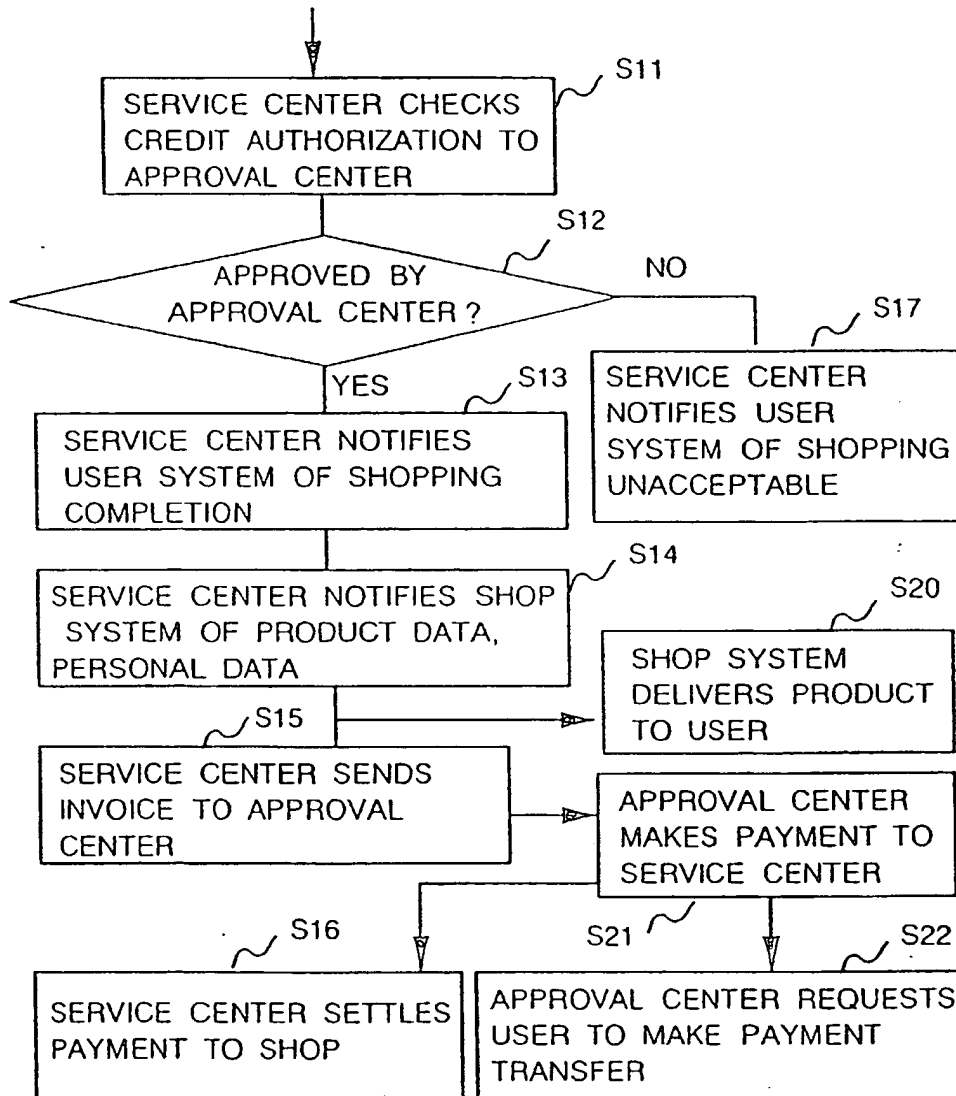 S11
SERVICE CENTER CHECKS
CREDIT AUTHORIZATION TO
APPROVAL CENTER
S12
APPROVED BY
APPROVAL CENTER?
NO
YES
S17
SERVICE CENTER
NOTIFIES USER
SYSTEM OF SHOPPING
UNACCEPTABLE
S13
SERVICE CENTER NOTIFIES
USER SYSTEM OF SHOPPING
COMPLETION
S14
SERVICE CENTER NOTIFIES SHOP
SYSTEM OF PRODUCT DATA,
PERSONAL DATA
S20
SHOP SYSTEM
DELIVERS PRODUCT
TO USER
S15
SERVICE CENTER SENDS
INVOICE TO APPROVAL
CENTER
APPROVAL CENTER
MAKES PAYMENT TO
SERVICE CENTER
S21
S16
SERVICE CENTER SETTLES
PAYMENT TO SHOP
S22
APPROVAL CENTER REQUESTS
USER TO MAKE PAYMENT
TRANSFER